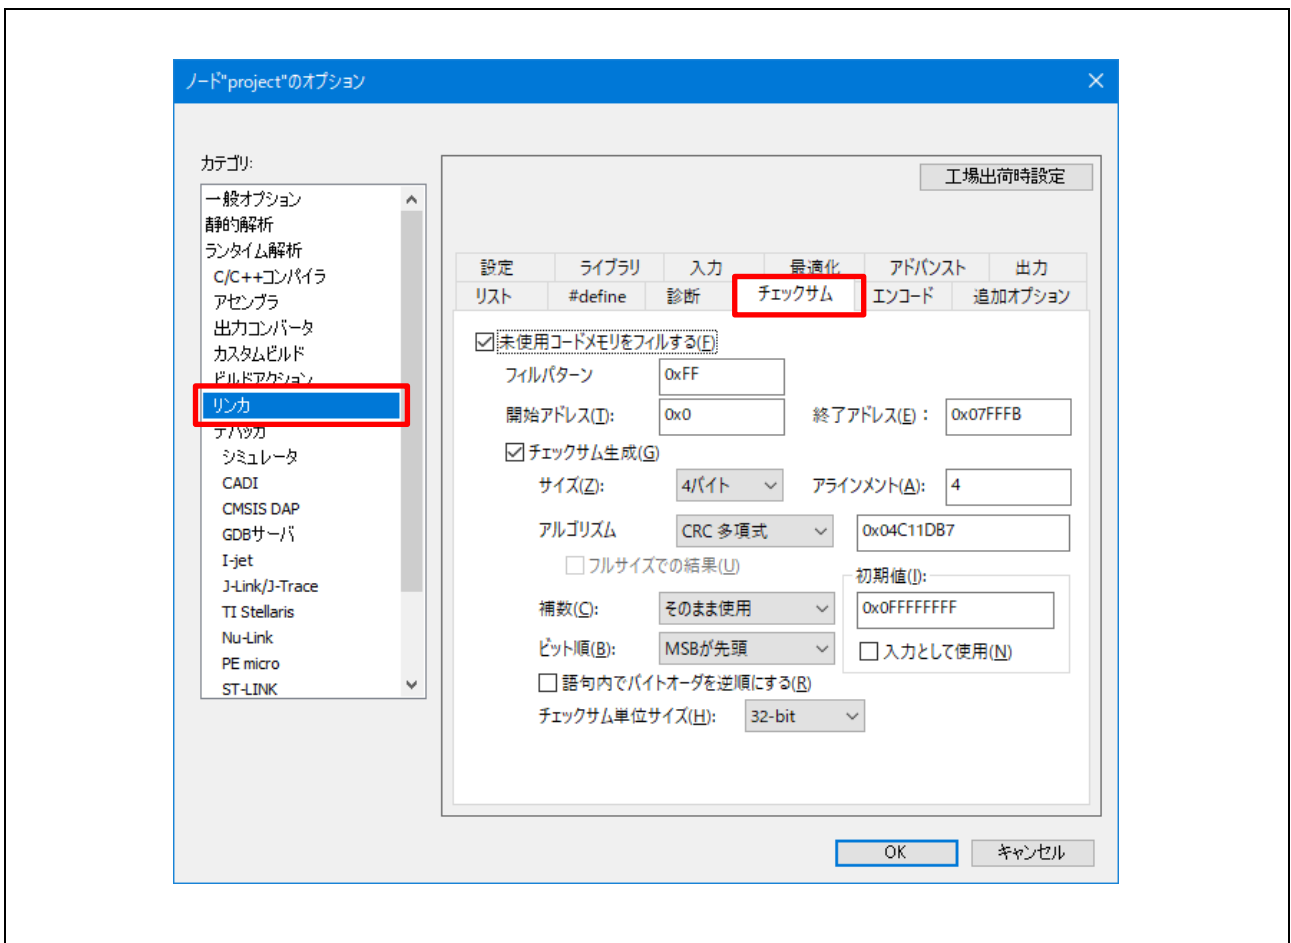 ノード"project"のオプション
カテゴリ:
一般オプション
静的解析
ランタイム解析
C/C++コンパイラ
アセンブラ
出力コンバータ
カスタムビルド
ビルドアクション
リンカ
デバッガ
シミュレータ
CADI
CMSIS DAP
GDBサーバ
I-jet
J-Link/J-Trace
TI Stellaris
Nu-Link
PE micro
ST-LINK
工場出荷時設定
設定 ライブラリ 入力 最適化 アドバンスト 出力
リスト #define 診断 チェックサム エンコード 追加オプション
未使用コードメモリをフィルする(F)
フィルパターン 0xFF
開始アドレス(T): 0x0 終了アドレス(E): 0x07FFFB
チェックサム生成(G)
サイズ(Z): 4バイト アラインメント(A): 4
アルゴリズム CRC 多項式 0x04C11DB7
フルサイズでの結果(U)
初期値(I):
補数(C): そのまま使用 0x0FFFFFFFF
ビット順(B): MSBが先頭 入力として使用(N)
語句内でバイトオーダを逆順にする(R)
チェックサム単位サイズ(H): 32-bit
OK キャンセル